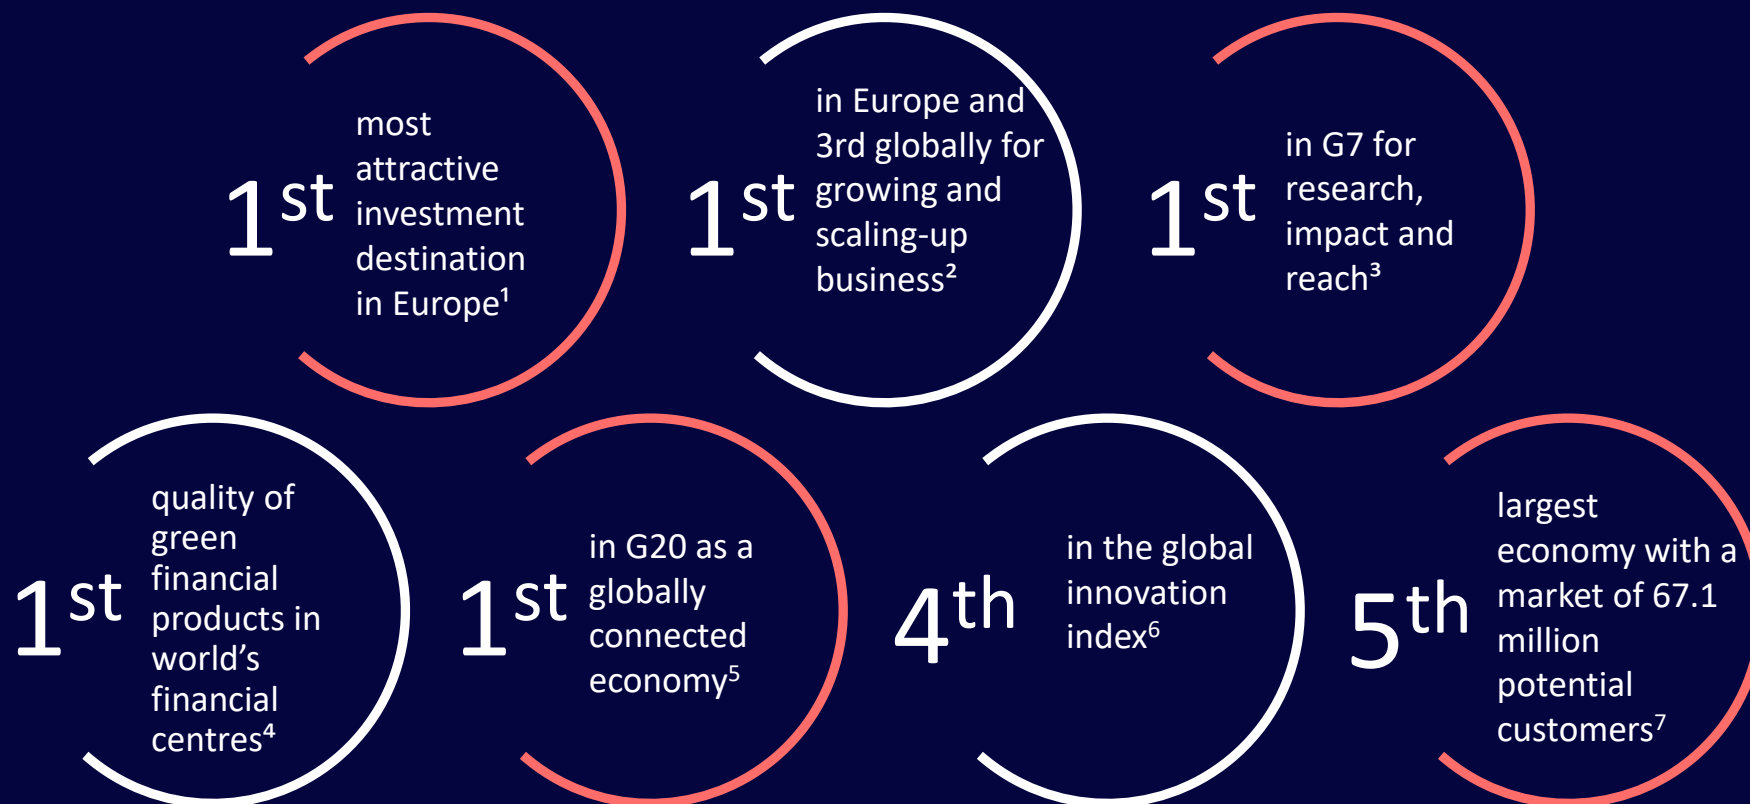 1st
most
attractive
investment
destination
in Europe¹
1st
in Europe and
3rd globally for
growing and
scaling-up
business²
1st
in G7 for
research,
impact and
reach³
1st
quality of
green
financial
products in
world’s
financial
centres⁴
1st
in G20 as a
globally
connected
economy⁵
4th
in the global
innovation
index⁶
5th
largest
economy with a
market of 67.1
million
potential
customers⁷